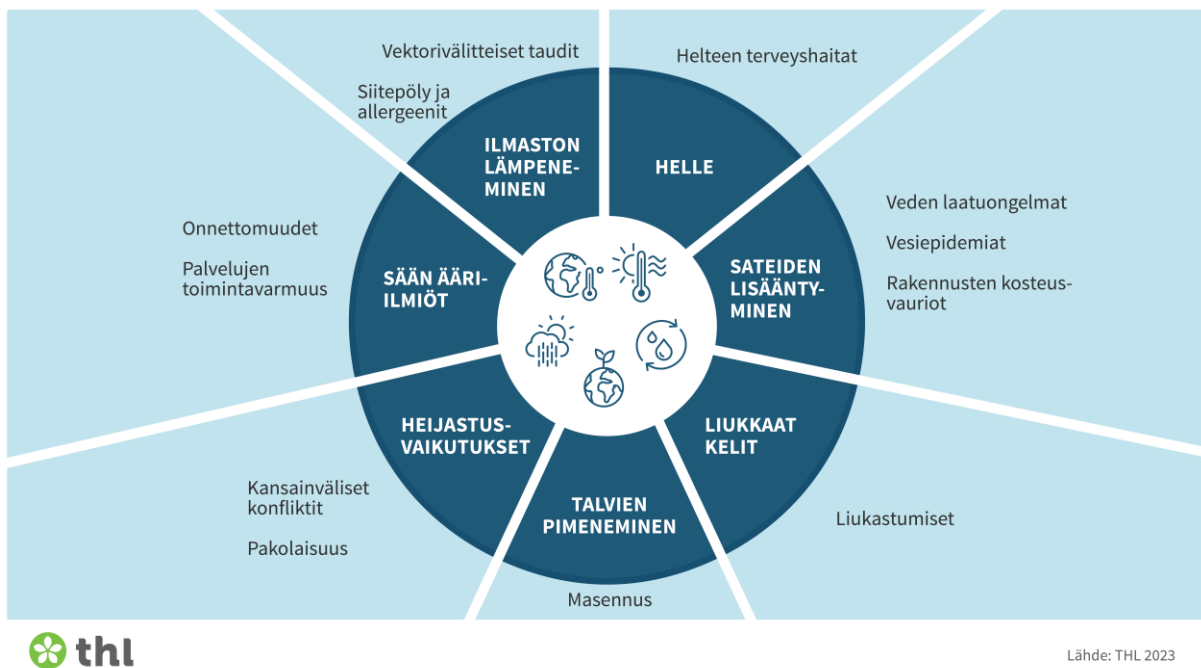 Vektorivälitteiset taudit
Siitepöly ja
allergeenit
ILMASTON
LÄMPENE-
MINEN
Helteen terveyshaitat
HELLE
Veden laatuongelmat
Vesiepidemiat
Rakennusten kosteus-
vauriot
SATEIDEN
LISÄÄNTY-
MINEN
LIUKKAAT
KELIT
Liukastumiset
TALVIEN
PIMENEMINEN
Masennus
HEIJASTUS-
VAIKUTUKSET
Kansainväliset
konfliktit
Pakolaisuus
SÄÄN ÄÄRI-
ILMIÖT
Onnettomuudet
Palvelujen
toimintavarmuus
thl
Lähde: THL 2023